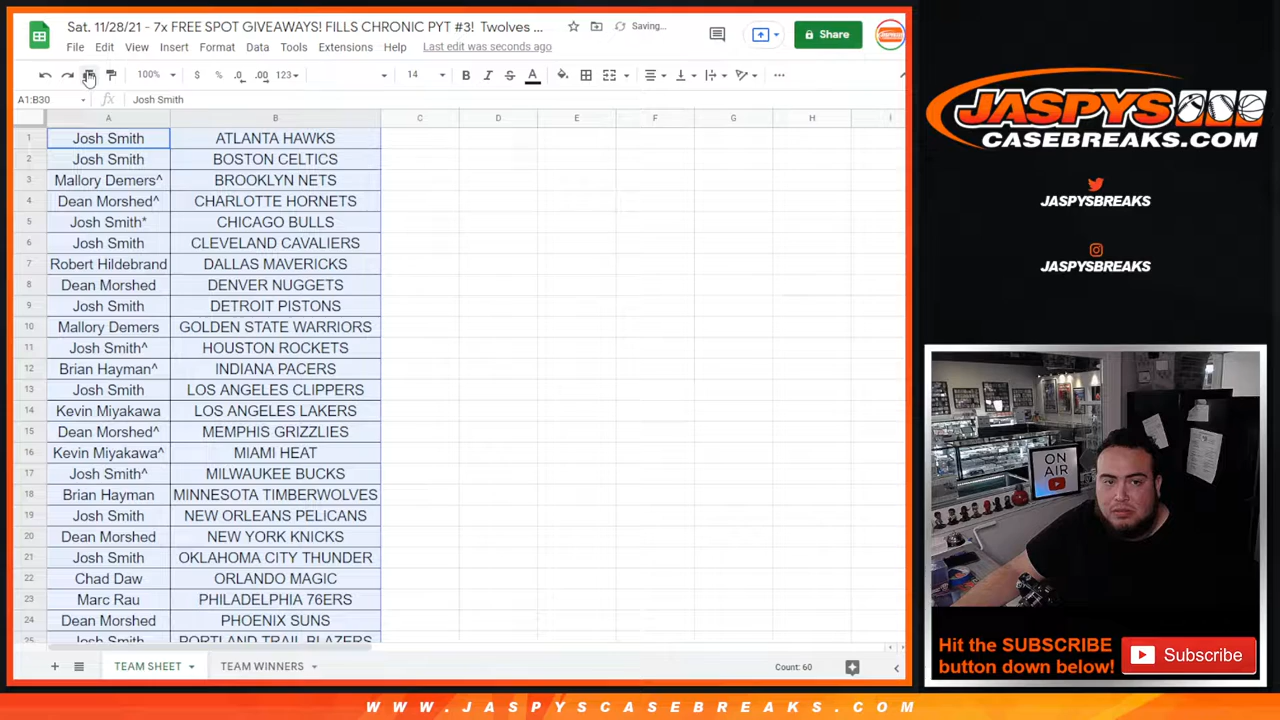 Sat. 11/28/21 - 7x FREE SPOT GIVEAWAYS! FILLS CHRONIC PYT #3! Twolves ...
Saving...
File Edit View Insert Format Data Tools Extensions Help Last edit was seconds ago
Share
100% $ % .0 .00 123 14 B I S A
A1:B30 fx Josh Smith
A B C D E F G H I
1 Josh Smith ATLANTA HAWKS
2 Josh Smith BOSTON CELTICS
3 Mallory Demers^ BROOKLYN NETS
4 Dean Morshed^ CHARLOTTE HORNETS
5 Josh Smith* CHICAGO BULLS
6 Josh Smith CLEVELAND CAVALIERS
7 Robert Hildebrand DALLAS MAVERICKS
8 Dean Morshed DENVER NUGGETS
9 Josh Smith DETROIT PISTONS
10 Mallory Demers GOLDEN STATE WARRIORS
11 Josh Smith^ HOUSTON ROCKETS
12 Brian Hayman^ INDIANA PACERS
13 Josh Smith LOS ANGELES CLIPPERS
14 Kevin Miyakawa LOS ANGELES LAKERS
15 Dean Morshed^ MEMPHIS GRIZZLIES
16 Kevin Miyakawa^ MIAMI HEAT
17 Josh Smith^ MILWAUKEE BUCKS
18 Brian Hayman MINNESOTA TIMBERWOLVES
19 Josh Smith NEW ORLEANS PELICANS
20 Dean Morshed NEW YORK KNICKS
21 Josh Smith OKLAHOMA CITY THUNDER
22 Chad Daw ORLANDO MAGIC
23 Marc Rau PHILADELPHIA 76ERS
24 Dean Morshed PHOENIX SUNS
25 Josh Smith PORTLAND TRAIL BLAZERS
TEAM SHEET TEAM WINNERS Count: 60
JASPYS
CASEBREAKS.COM
JASPYSBREAKS
JASPYSBREAKS
ON
AIR
Hit the SUBSCRIBE
button down below!
Subscribe
WWW.JASPYSCASEBREAKS.COM